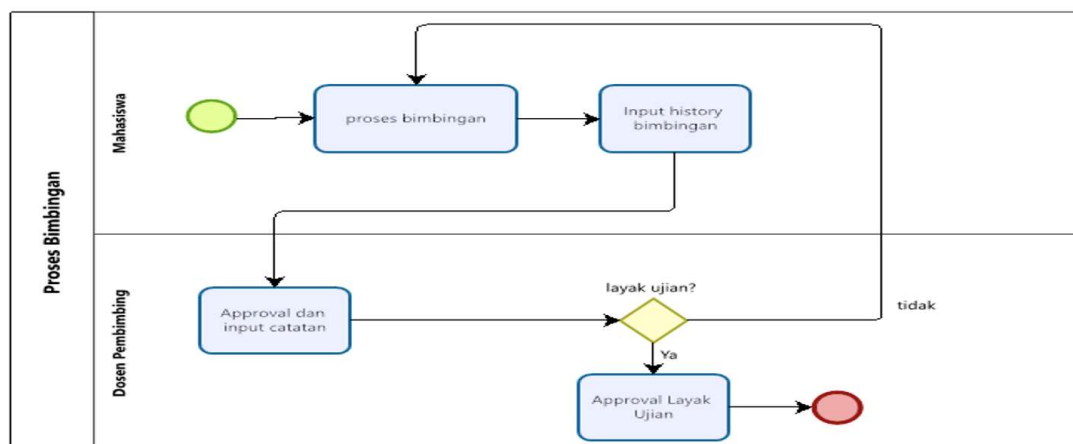 Proses Bimbingan
Mahasiswa
proses bimbingan
Input history
bimbingan
Dosen Pembimbing
Approval dan
input catatan
layak ujian?
tidak
Ya
Approval Layak
Ujian